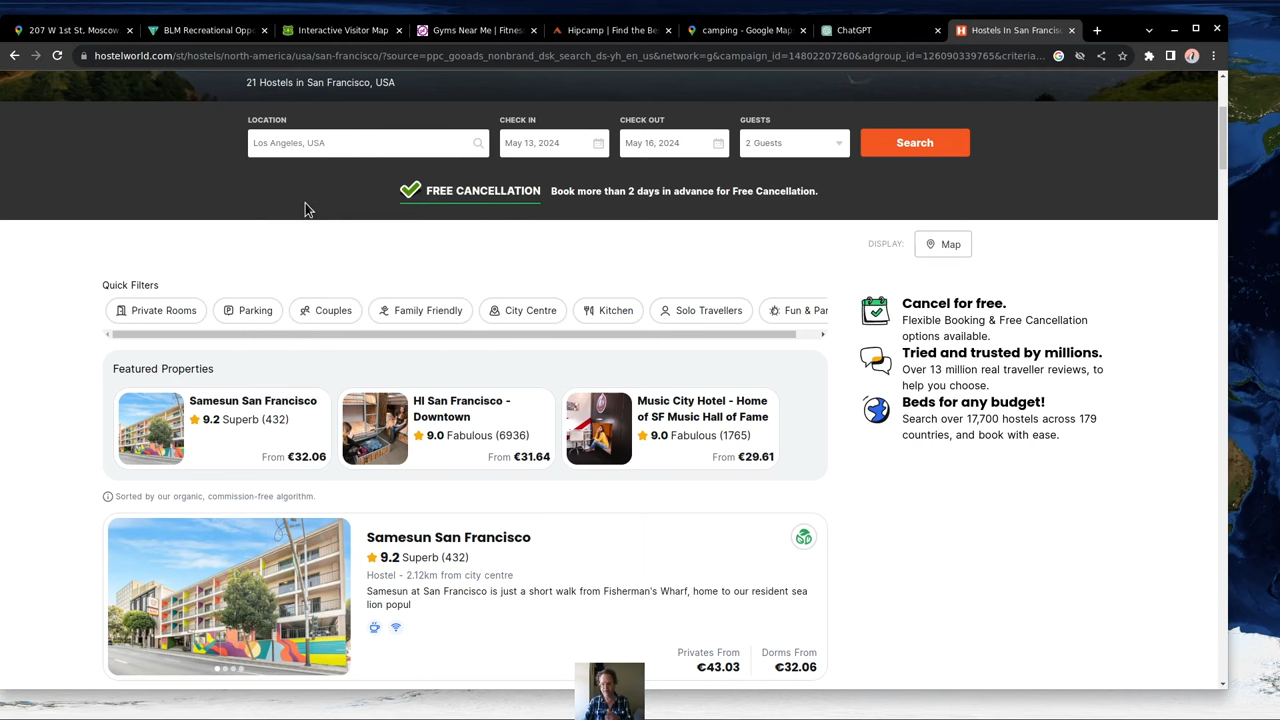 207 W 1st St, Moscow
BLM Recreational Oppo
Interactive Visitor Map
Gyms Near Me | Fitnes
Hipcamp | Find the Be
camping - Google Map
ChatGPT
Hostels In San Francisc
hostelworld.com/st/hostels/north-america/usa/san-francisco/?source=ppc_gooads_nonbrand_dsk_search_ds-yh_en_us&network=g&campaign_id=14802207260&adgroup_id=126090339765&criteria...
21 Hostels in San Francisco, USA
LOCATION CHECK IN CHECK OUT GUESTS
Los Angeles, USA May 13, 2024 May 16, 2024 2 Guests Search
FREE CANCELLATION Book more than 2 days in advance for Free Cancellation.
DISPLAY: Map
Quick Filters
Private Rooms Parking Couples Family Friendly City Centre Kitchen Solo Travellers Fun & Par
Featured Properties
Samesun San Francisco
9.2 Superb (432)
From €32.06
HI San Francisco -
Downtown
9.0 Fabulous (6936)
From €31.64
Music City Hotel - Home
of SF Music Hall of Fame
9.0 Fabulous (1765)
From €29.61
Sorted by our organic, commission-free algorithm.
Samesun San Francisco
9.2 Superb (432)
Hostel - 2.12km from city centre
Samesun at San Francisco is just a short walk from Fisherman's Wharf, home to our resident sea
lion popul
Privates From Dorms From
€43.03 €32.06
Cancel for free.
Flexible Booking & Free Cancellation
options available.
Tried and trusted by millions.
Over 13 million real traveller reviews, to
help you choose.
Beds for any budget!
Search over 17,700 hostels across 179
countries, and book with ease.